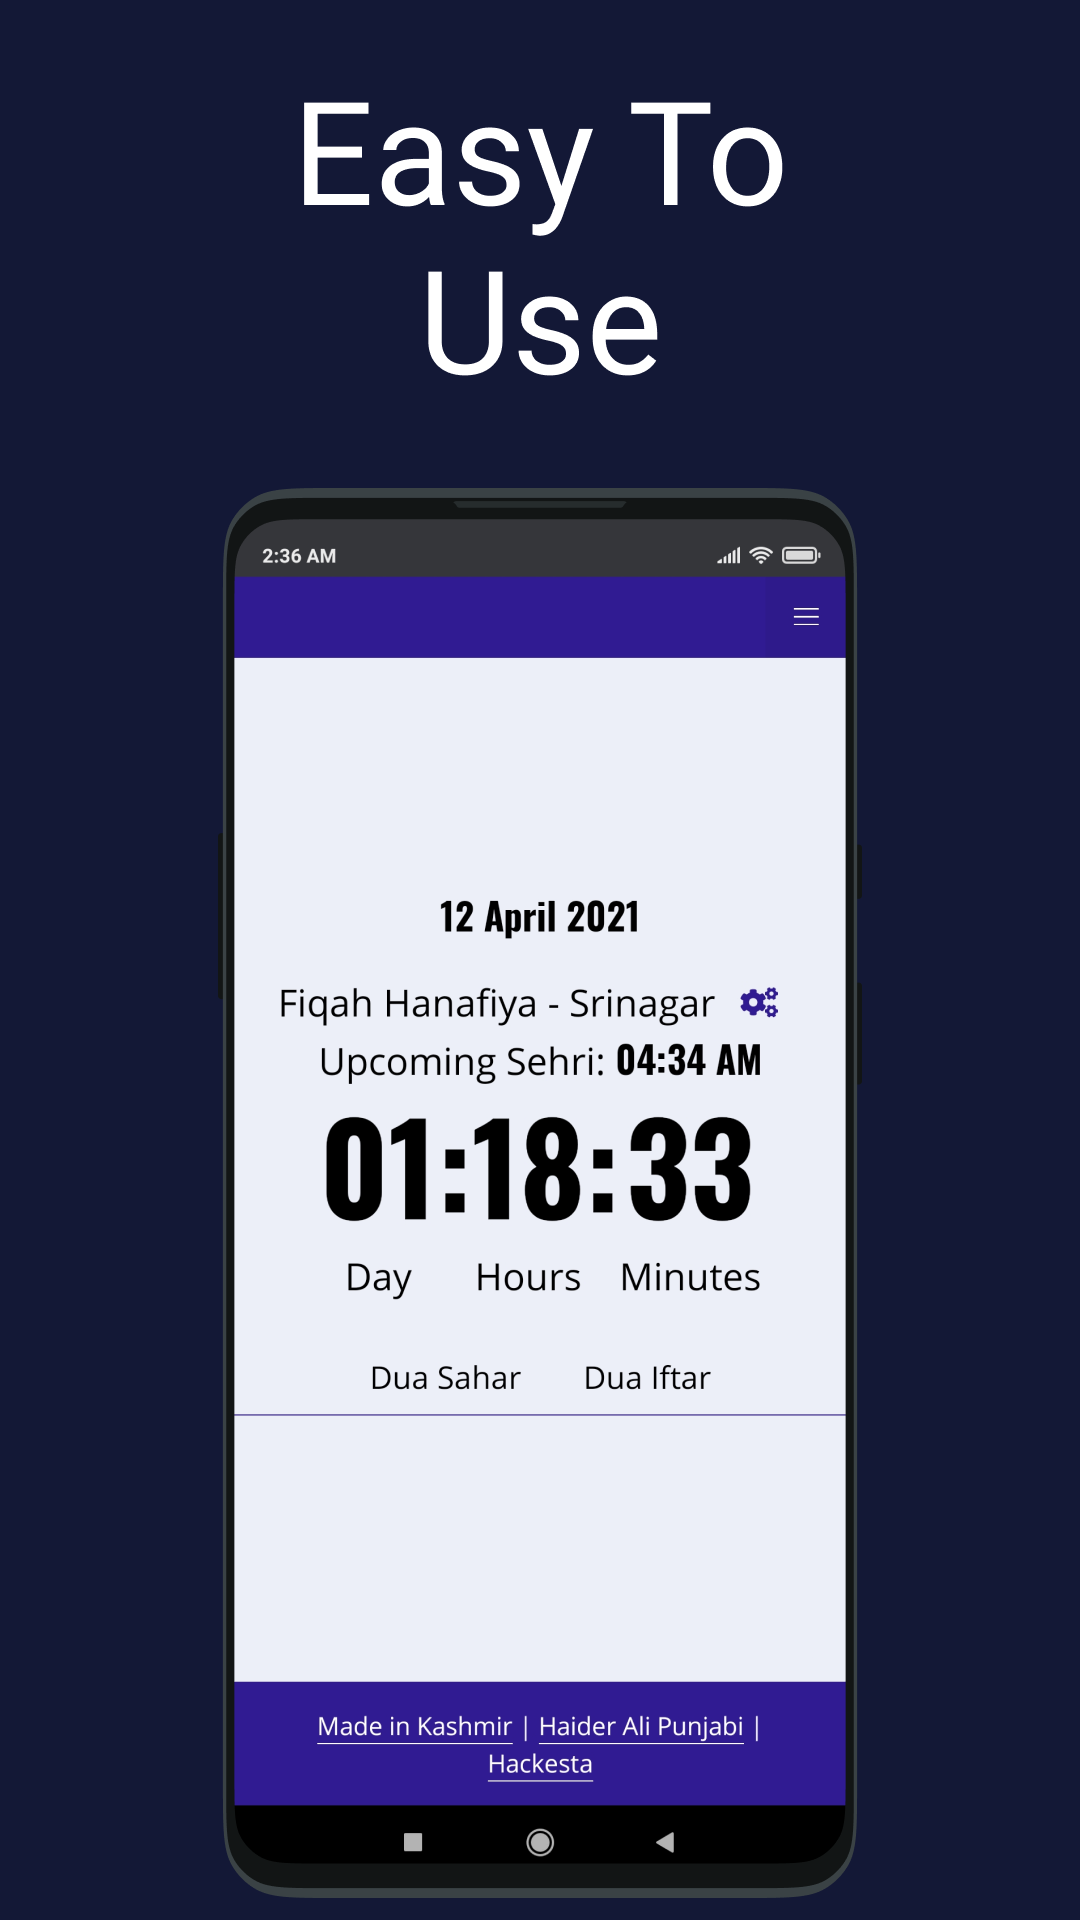 Easy To
Use
2:36 AM
12 April 2021
Fiqah Hanafiya - Srinagar
Upcoming Sehri: 04:34 AM
01:18:33
Day Hours Minutes
Dua Sahar Dua Iftar
Made in Kashmir | Haider Ali Punjabi |
Hackesta